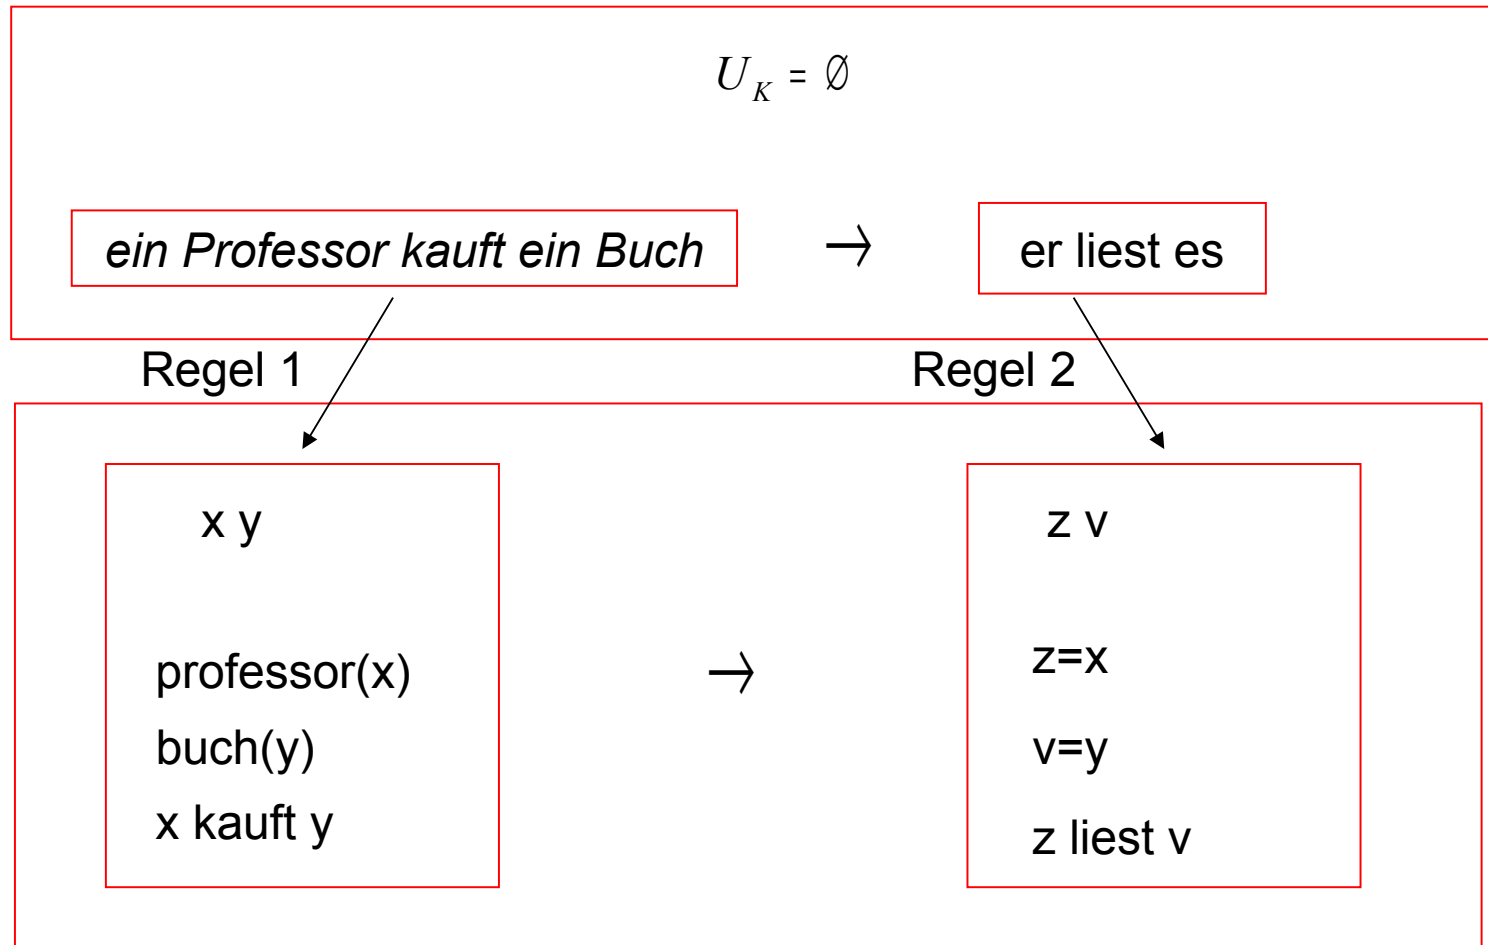 U_K = ∅
ein Professor kauft ein Buch → er liest es
Regel 1 Regel 2
x y z v
professor(x) → z=x
buch(y) v=y
x kauft y z liest v